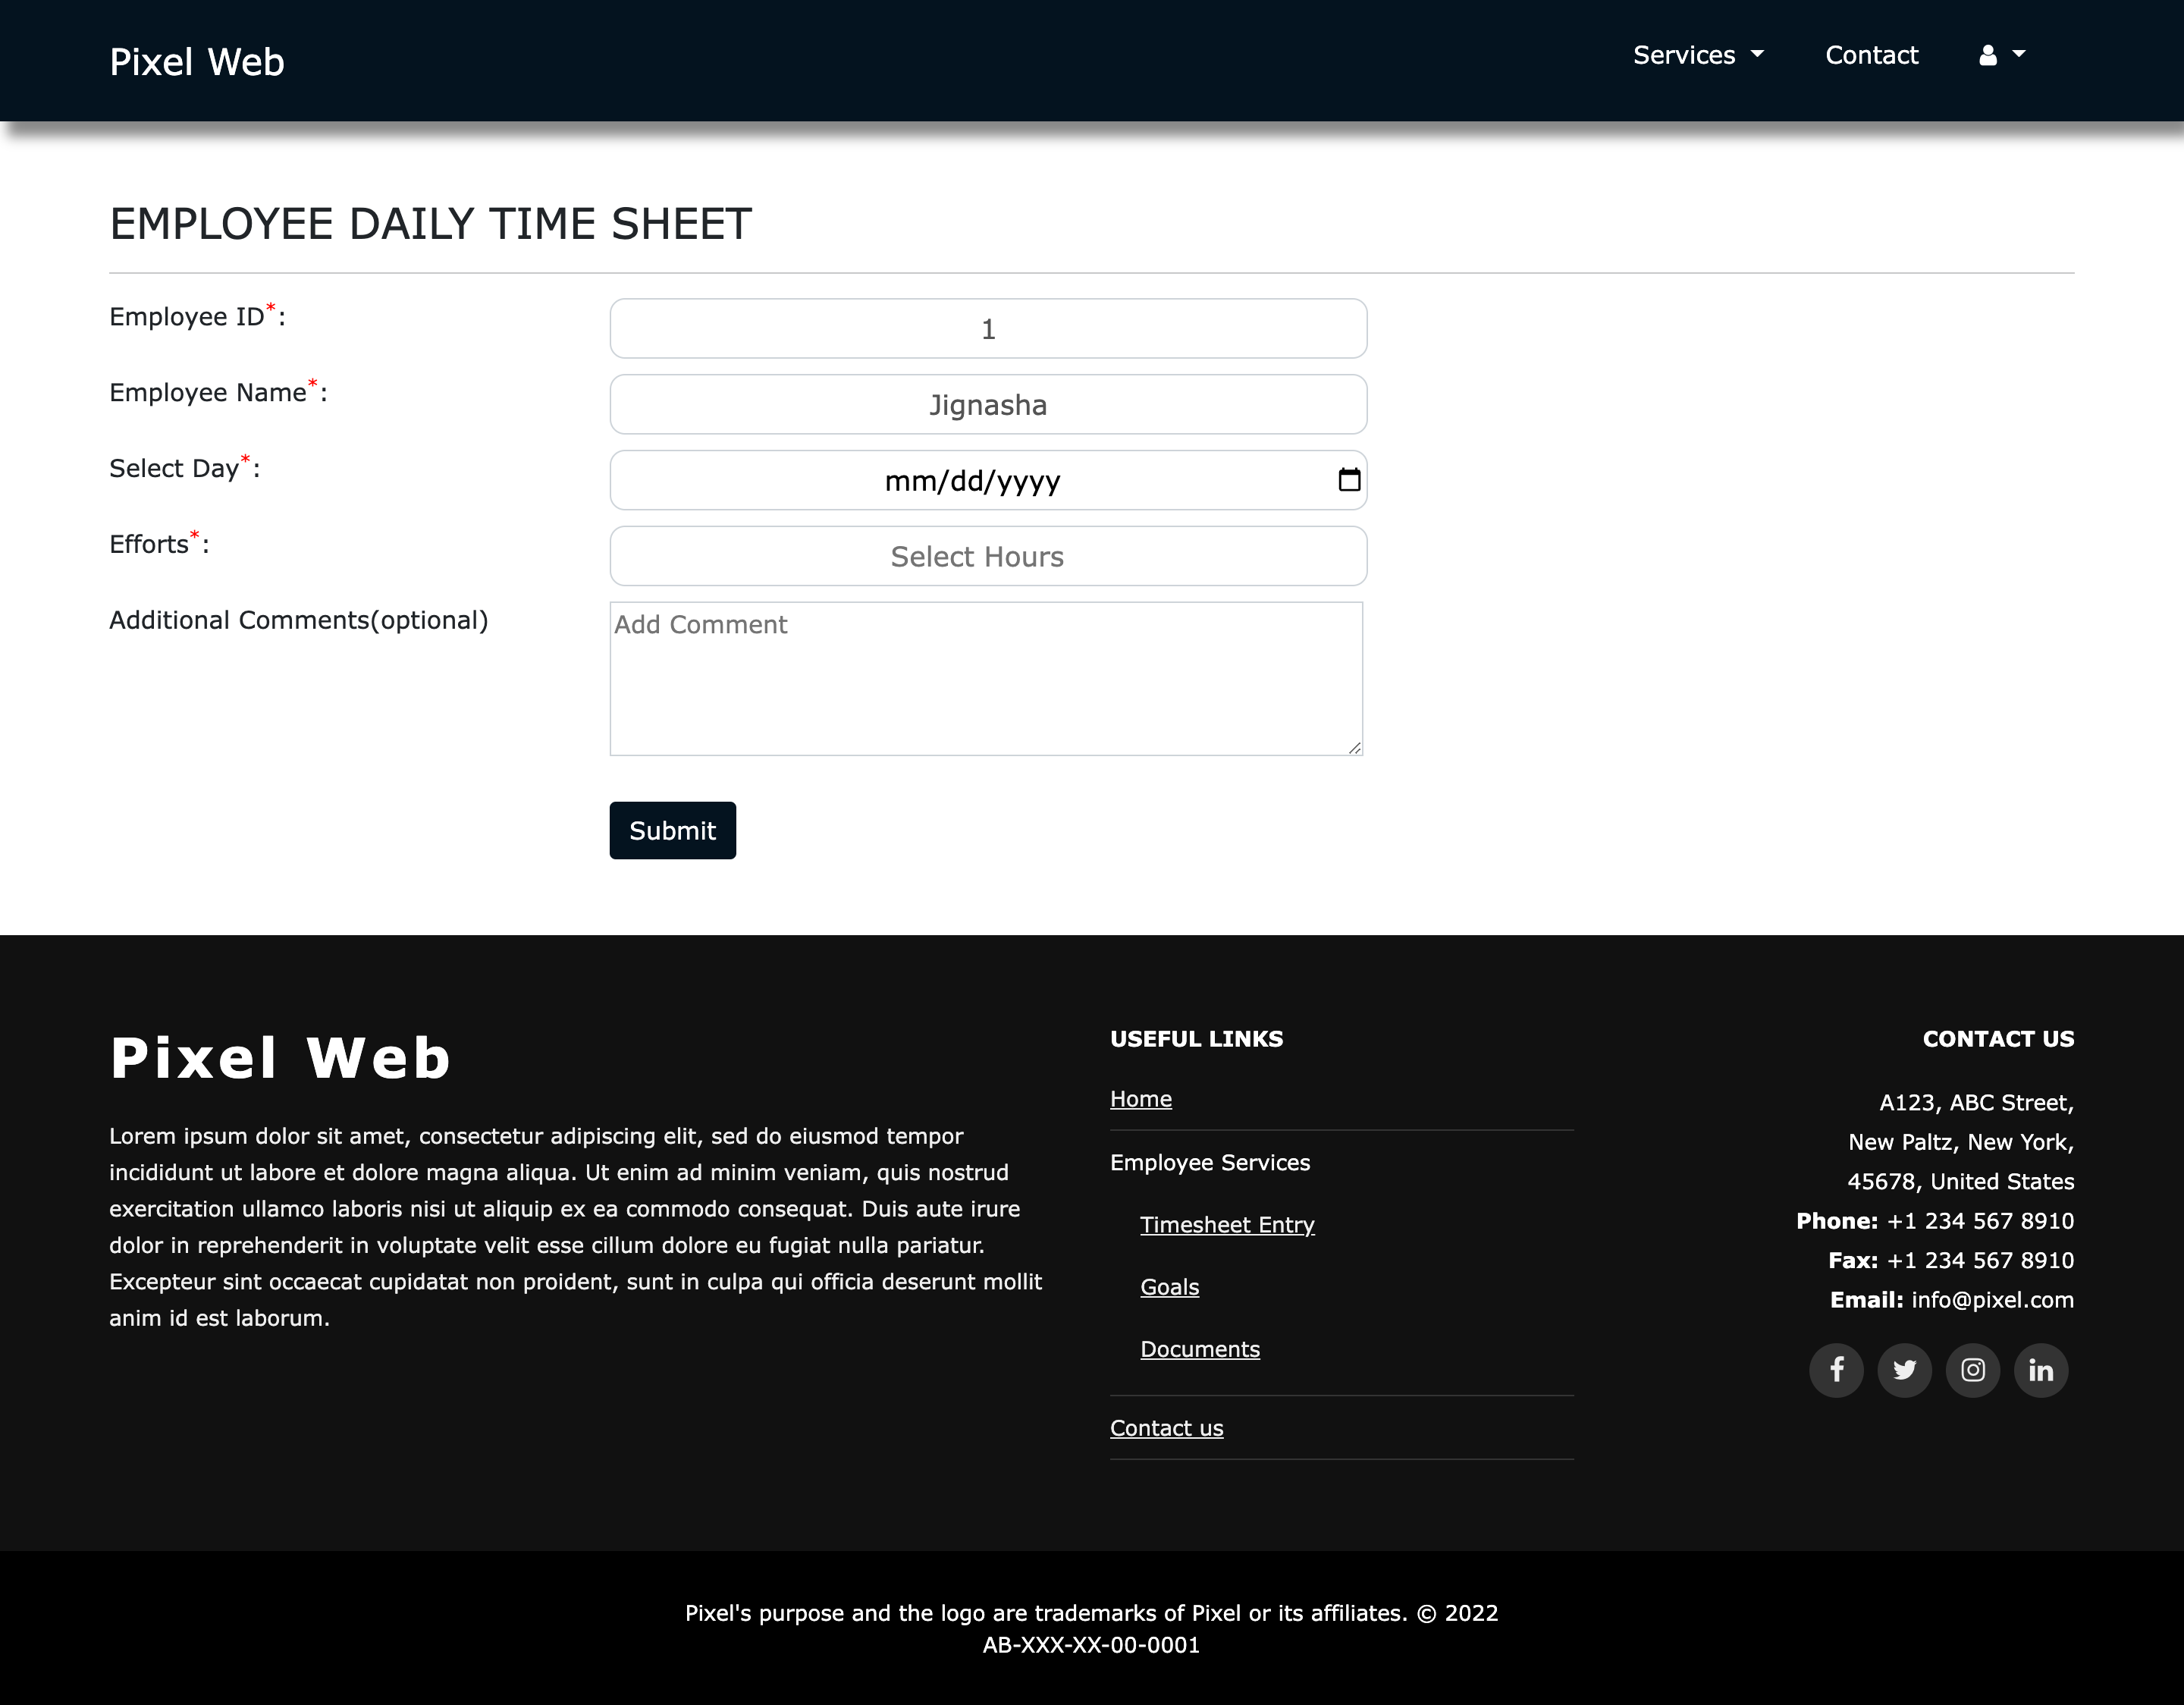 Pixel Web
Services
Contact
EMPLOYEE DAILY TIME SHEET
Employee ID*:
1
Employee Name*:
Jignasha
Select Day*:
mm/dd/yyyy
Efforts*:
Select Hours
Additional Comments(optional)
Add Comment
Submit
Pixel Web
Lorem ipsum dolor sit amet, consectetur adipiscing elit, sed do eiusmod tempor
incididunt ut labore et dolore magna aliqua. Ut enim ad minim veniam, quis nostrud
exercitation ullamco laboris nisi ut aliquip ex ea commodo consequat. Duis aute irure
dolor in reprehenderit in voluptate velit esse cillum dolore eu fugiat nulla pariatur.
Excepteur sint occaecat cupidatat non proident, sunt in culpa qui officia deserunt mollit
anim id est laborum.
USEFUL LINKS
Home
Employee Services
Timesheet Entry
Goals
Documents
Contact us
CONTACT US
A123, ABC Street,
New Paltz, New York,
45678, United States
Phone: +1 234 567 8910
Fax: +1 234 567 8910
Email: info@pixel.com
Pixel's purpose and the logo are trademarks of Pixel or its affiliates. © 2022
AB-XXX-XX-00-0001